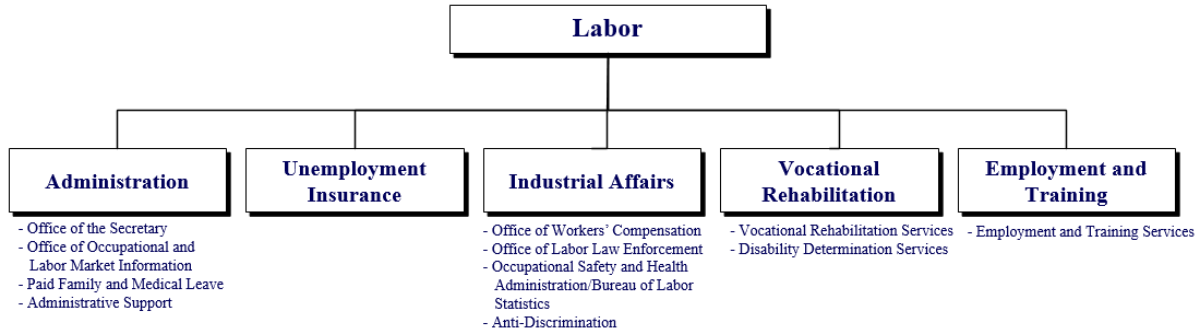 Labor
Administration
- Office of the Secretary
- Office of Occupational and
Labor Market Information
- Paid Family and Medical Leave
- Administrative Support
Unemployment
Insurance
Industrial Affairs
- Office of Workers’ Compensation
- Office of Labor Law Enforcement
- Occupational Safety and Health
Administration/Bureau of Labor
Statistics
- Anti-Discrimination
Vocational
Rehabilitation
- Vocational Rehabilitation Services
- Disability Determination Services
Employment and
Training
- Employment and Training Services